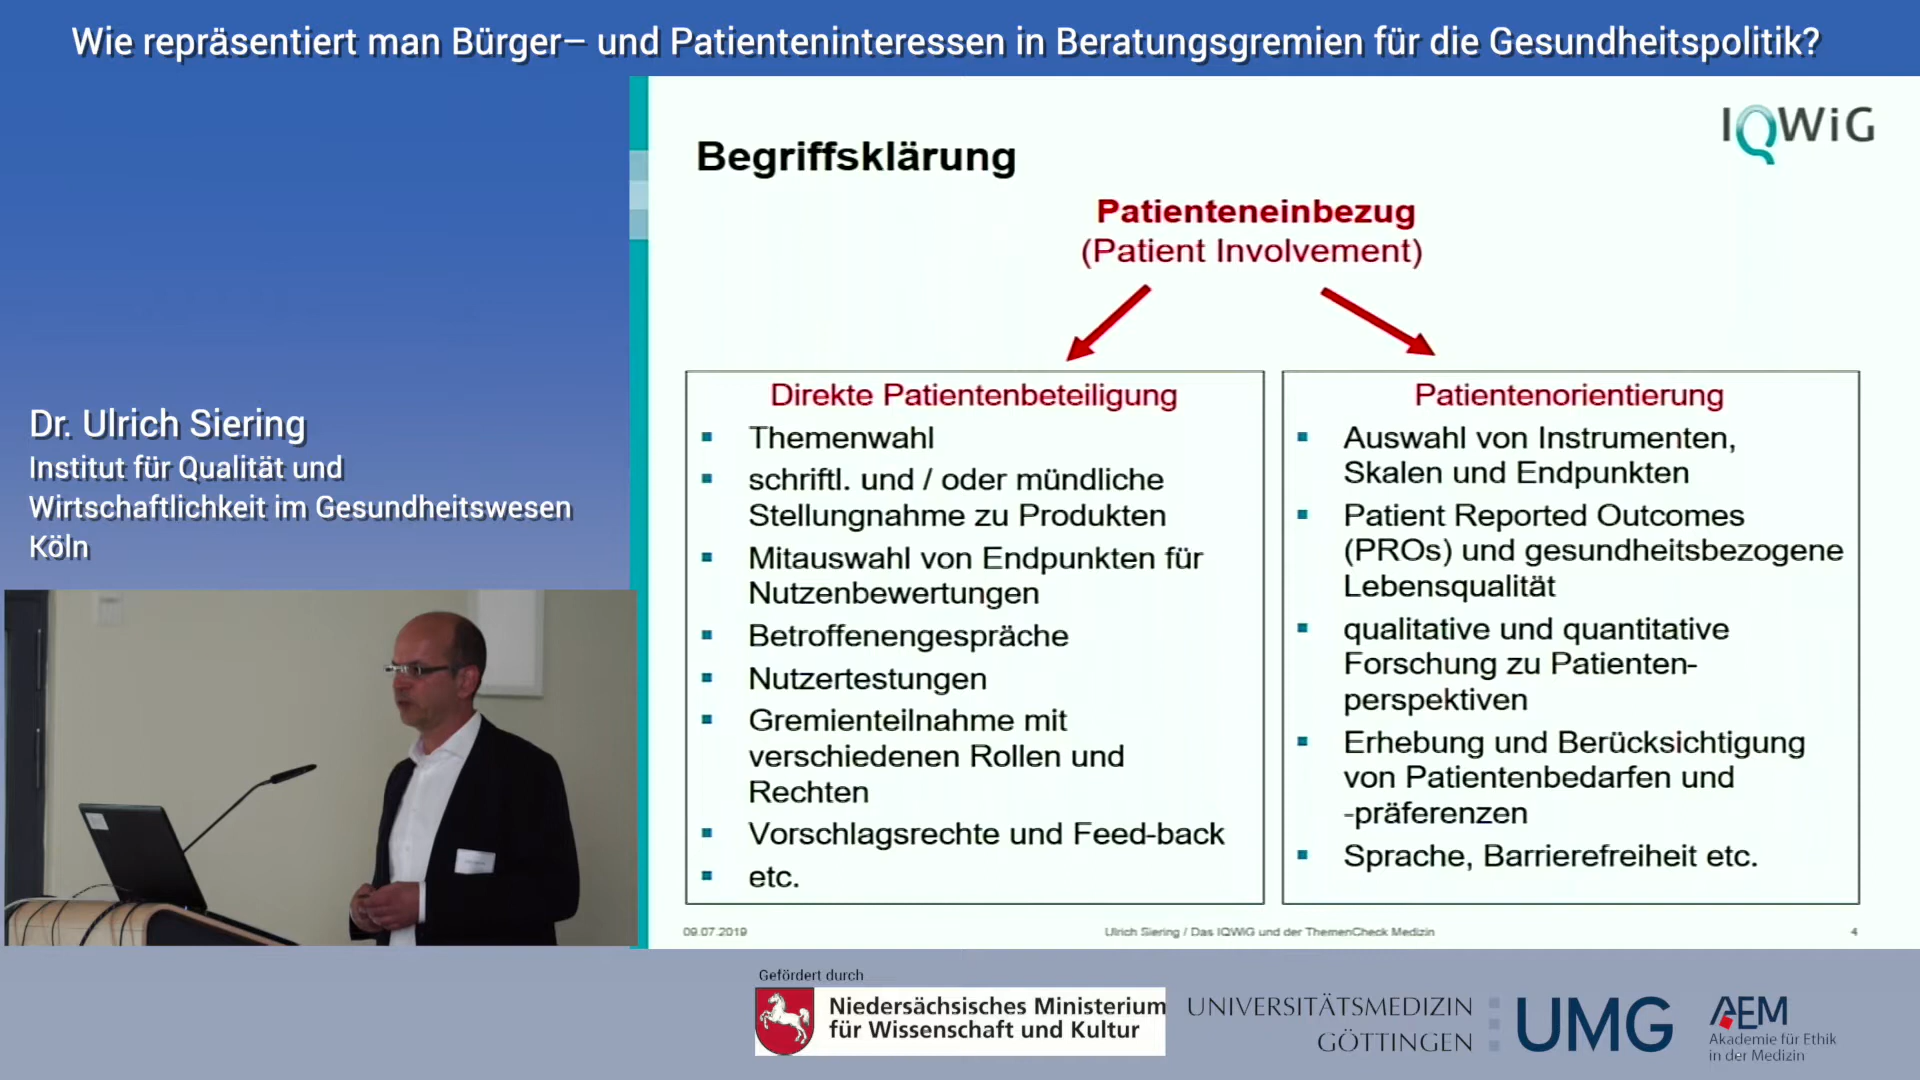 Wie repräsentiert man Bürger– und Patienteninteressen in Beratungsgremien für die Gesundheitspolitik?
Dr. Ulrich Siering
Institut für Qualität und
Wirtschaftlichkeit im Gesundheitswesen
Köln
IQWiG
Begriffsklärung
Patienteneinbezug
(Patient Involvement)
Direkte Patientenbeteiligung
Themenwahl
schriftl. und / oder mündliche
Stellungnahme zu Produkten
Mitauswahl von Endpunkten für
Nutzenbewertungen
Betroffenengespräche
Nutzertestungen
Gremienteilnahme mit
verschiedenen Rollen und
Rechten
Vorschlagsrechte und Feed-back
etc.
Patientenorientierung
Auswahl von Instrumenten,
Skalen und Endpunkten
Patient Reported Outcomes
(PROs) und gesundheitsbezogene
Lebensqualität
qualitative und quantitative
Forschung zu Patienten-
perspektiven
Erhebung und Berücksichtigung
von Patientenbedarfen und
-präferenzen
Sprache, Barrierefreiheit etc.
09.07.2019
Ulrich Siering / Das IQWiG und der ThemenCheck Medizin
4
Gefördert durch
Niedersächsisches Ministerium
für Wissenschaft und Kultur
UNIVERSITÄTSMEDIZIN
GÖTTINGEN
UMG
AEM
Akademie für Ethik
in der Medizin